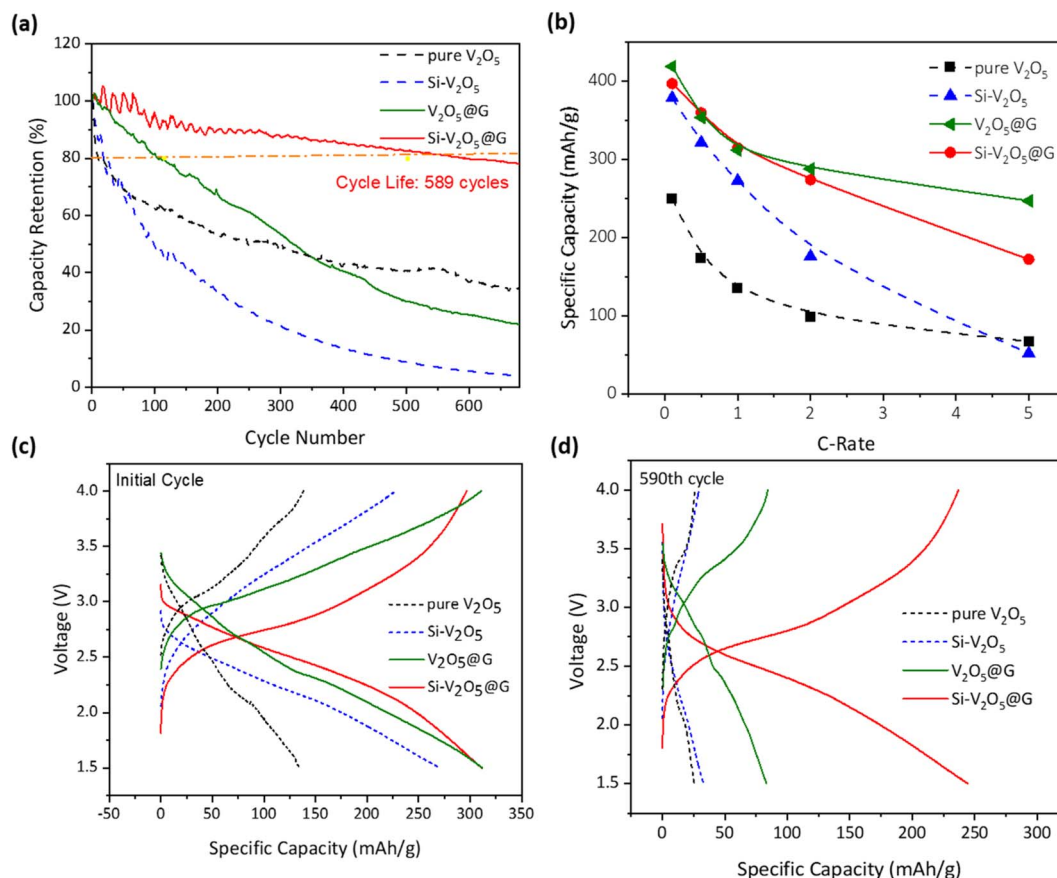 (a)
120
100
80
60
40
20
0
Capacity Retention (%)
pure V₂O₅
Si-V₂O₅
V₂O₅@G
Si-V₂O₅@G
Cycle Life: 589 cycles
0 100 200 300 400 500 600
Cycle Number
(b)
400
300
200
100
0
Specific Capacity (mAh/g)
pure V₂O₅
Si-V₂O₅
V₂O₅@G
Si-V₂O₅@G
0 1 2 3 4 5
C-Rate
(c)
Initial Cycle
4.0
3.5
3.0
2.5
2.0
1.5
Voltage (V)
pure V₂O₅
Si-V₂O₅
V₂O₅@G
Si-V₂O₅@G
-50 0 50 100 150 200 250 300 350
Specific Capacity (mAh/g)
(d)
590th cycle
4.0
3.5
3.0
2.5
2.0
1.5
Voltage (V)
pure V₂O₅
Si-V₂O₅
V₂O₅@G
Si-V₂O₅@G
0 50 100 150 200 250 300
Specific Capacity (mAh/g)